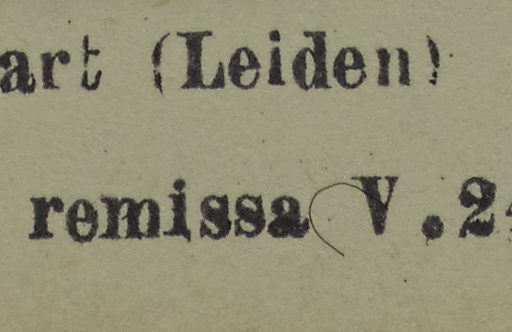 art (Leiden)
remissa V.2